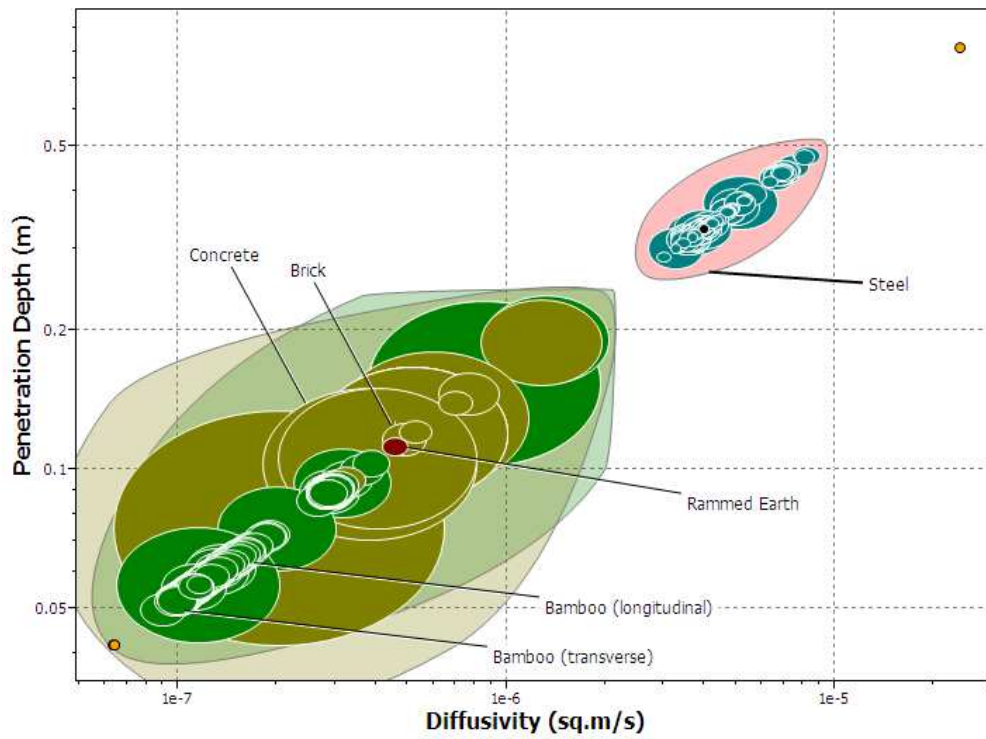 0.5
0.2
0.1
0.05
Penetration Depth (m)
Concrete
Brick
Steel
Rammed Earth
Bamboo (longitudinal)
Bamboo (transverse)
1e-7
1e-6
1e-5
Diffusivity (sq.m/s)